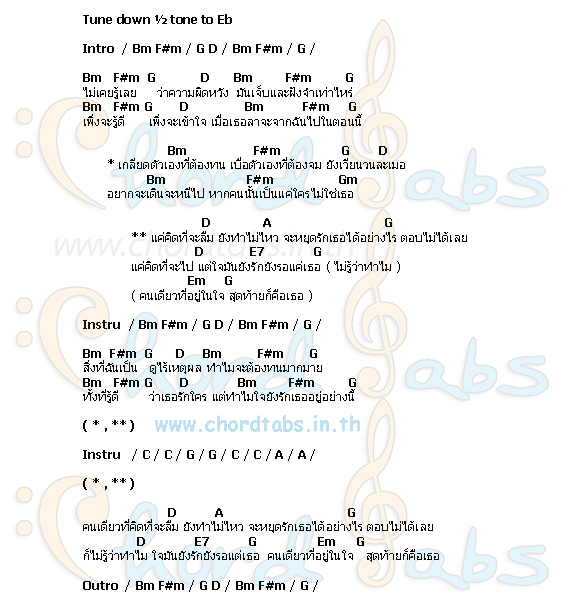 Tune down ½ tone to Eb
Intro / Bm F#m / G D / Bm F#m / G /
Bm F#m G D Bm F#m G
ไม่เคยรู้เลย ว่าความผิดหวัง มันเจ็บและฝังจำเท่าไหร่
Bm F#m G D Bm F#m G
เพิ่งจะรู้ดี เพิ่งจะเข้าใจ เมื่อเธอลาจะจากฉันไปในตอนนี้
Bm F#m G D
* เกลียดตัวเองที่ต้องทน เบื่อตัวเองที่ต้องจม ยังเวียนวนละเมอ
Bm F#m Gm
อยากจะเดินจะหนีไป หากคนนั้นเป็นแค่ใครไม่ใช่เธอ
D A G
** แค่คิดที่จะลืม ยังทำไม่ไหว จะหยุดรักเธอได้อย่างไร ตอบไม่ได้เลย
www.chordtabs.in.th
D E7 G
แค่คิดที่จะไป แต่ใจมันยังรักยังรอแค่เธอ ( ไม่รู้ว่าทำไม )
Em G
( คนเดียวที่อยู่ในใจ สุดท้ายก็คือเธอ )
Instru / Bm F#m / G D / Bm F#m / G /
Bm F#m G D Bm F#m G
สิ่งที่ฉันเป็น ดูไร้เหตุผล ทำไมจะต้องทนมากมาย
Bm F#m G D Bm F#m G
ทั้งที่รู้ดี ว่าเธอรักใคร แต่ทำไมใจยังรักเธออยู่อย่างนี้
( * , ** )
www.chordtabs.in.th
Instru / C / C / G / G / C / C / A / A /
( * , ** )
D A G
คนเดียวที่คิดที่จะลืม ยังทำไม่ไหว จะหยุดรักเธอได้อย่างไร ตอบไม่ได้เลย
D E7 G Em G
ก็ไม่รู้ว่าทำไม ใจมันยังรักยังรอแต่เธอ คนเดียวที่อยู่ในใจ สุดท้ายก็คือเธอ
Outro / Bm F#m / G D / Bm F#m / G /